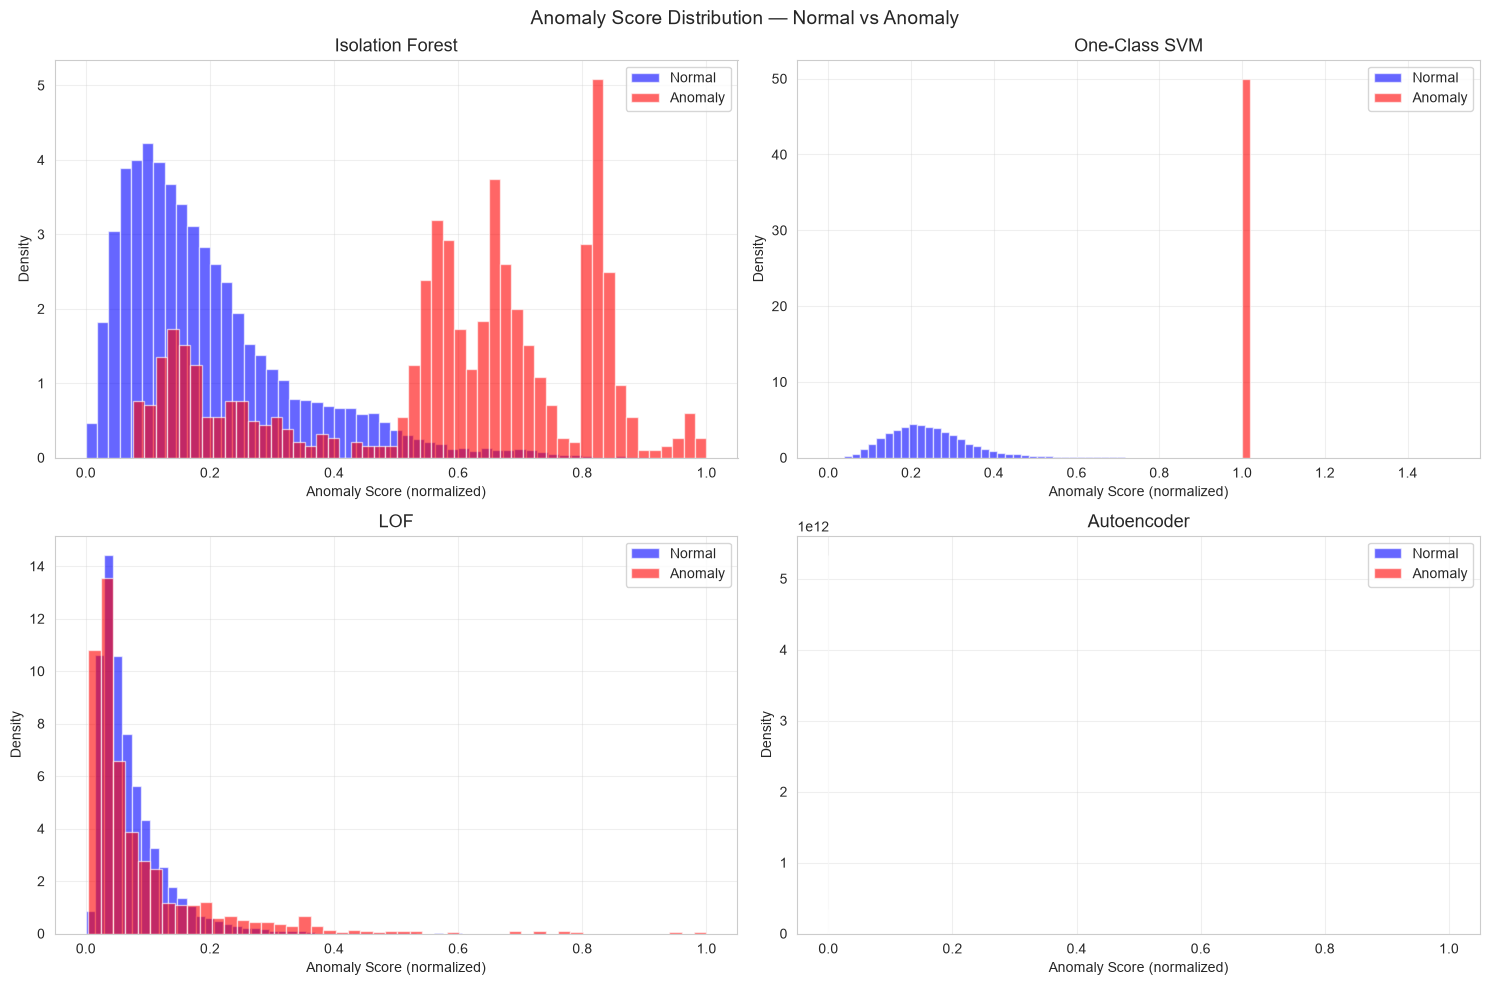 Anomaly Score Distribution — Normal vs Anomaly
Isolation Forest
Normal
Anomaly
Density
5
4
3
2
1
0
0.0 0.2 0.4 0.6 0.8 1.0
Anomaly Score (normalized)
One-Class SVM
Normal
Anomaly
Density
50
40
30
20
10
0
0.0 0.2 0.4 0.6 0.8 1.0 1.2 1.4
Anomaly Score (normalized)
LOF
Normal
Anomaly
Density
14
12
10
8
6
4
2
0
0.0 0.2 0.4 0.6 0.8 1.0
Anomaly Score (normalized)
Autoencoder
1e12
Normal
Anomaly
Density
5
4
3
2
1
0
0.0 0.2 0.4 0.6 0.8 1.0
Anomaly Score (normalized)